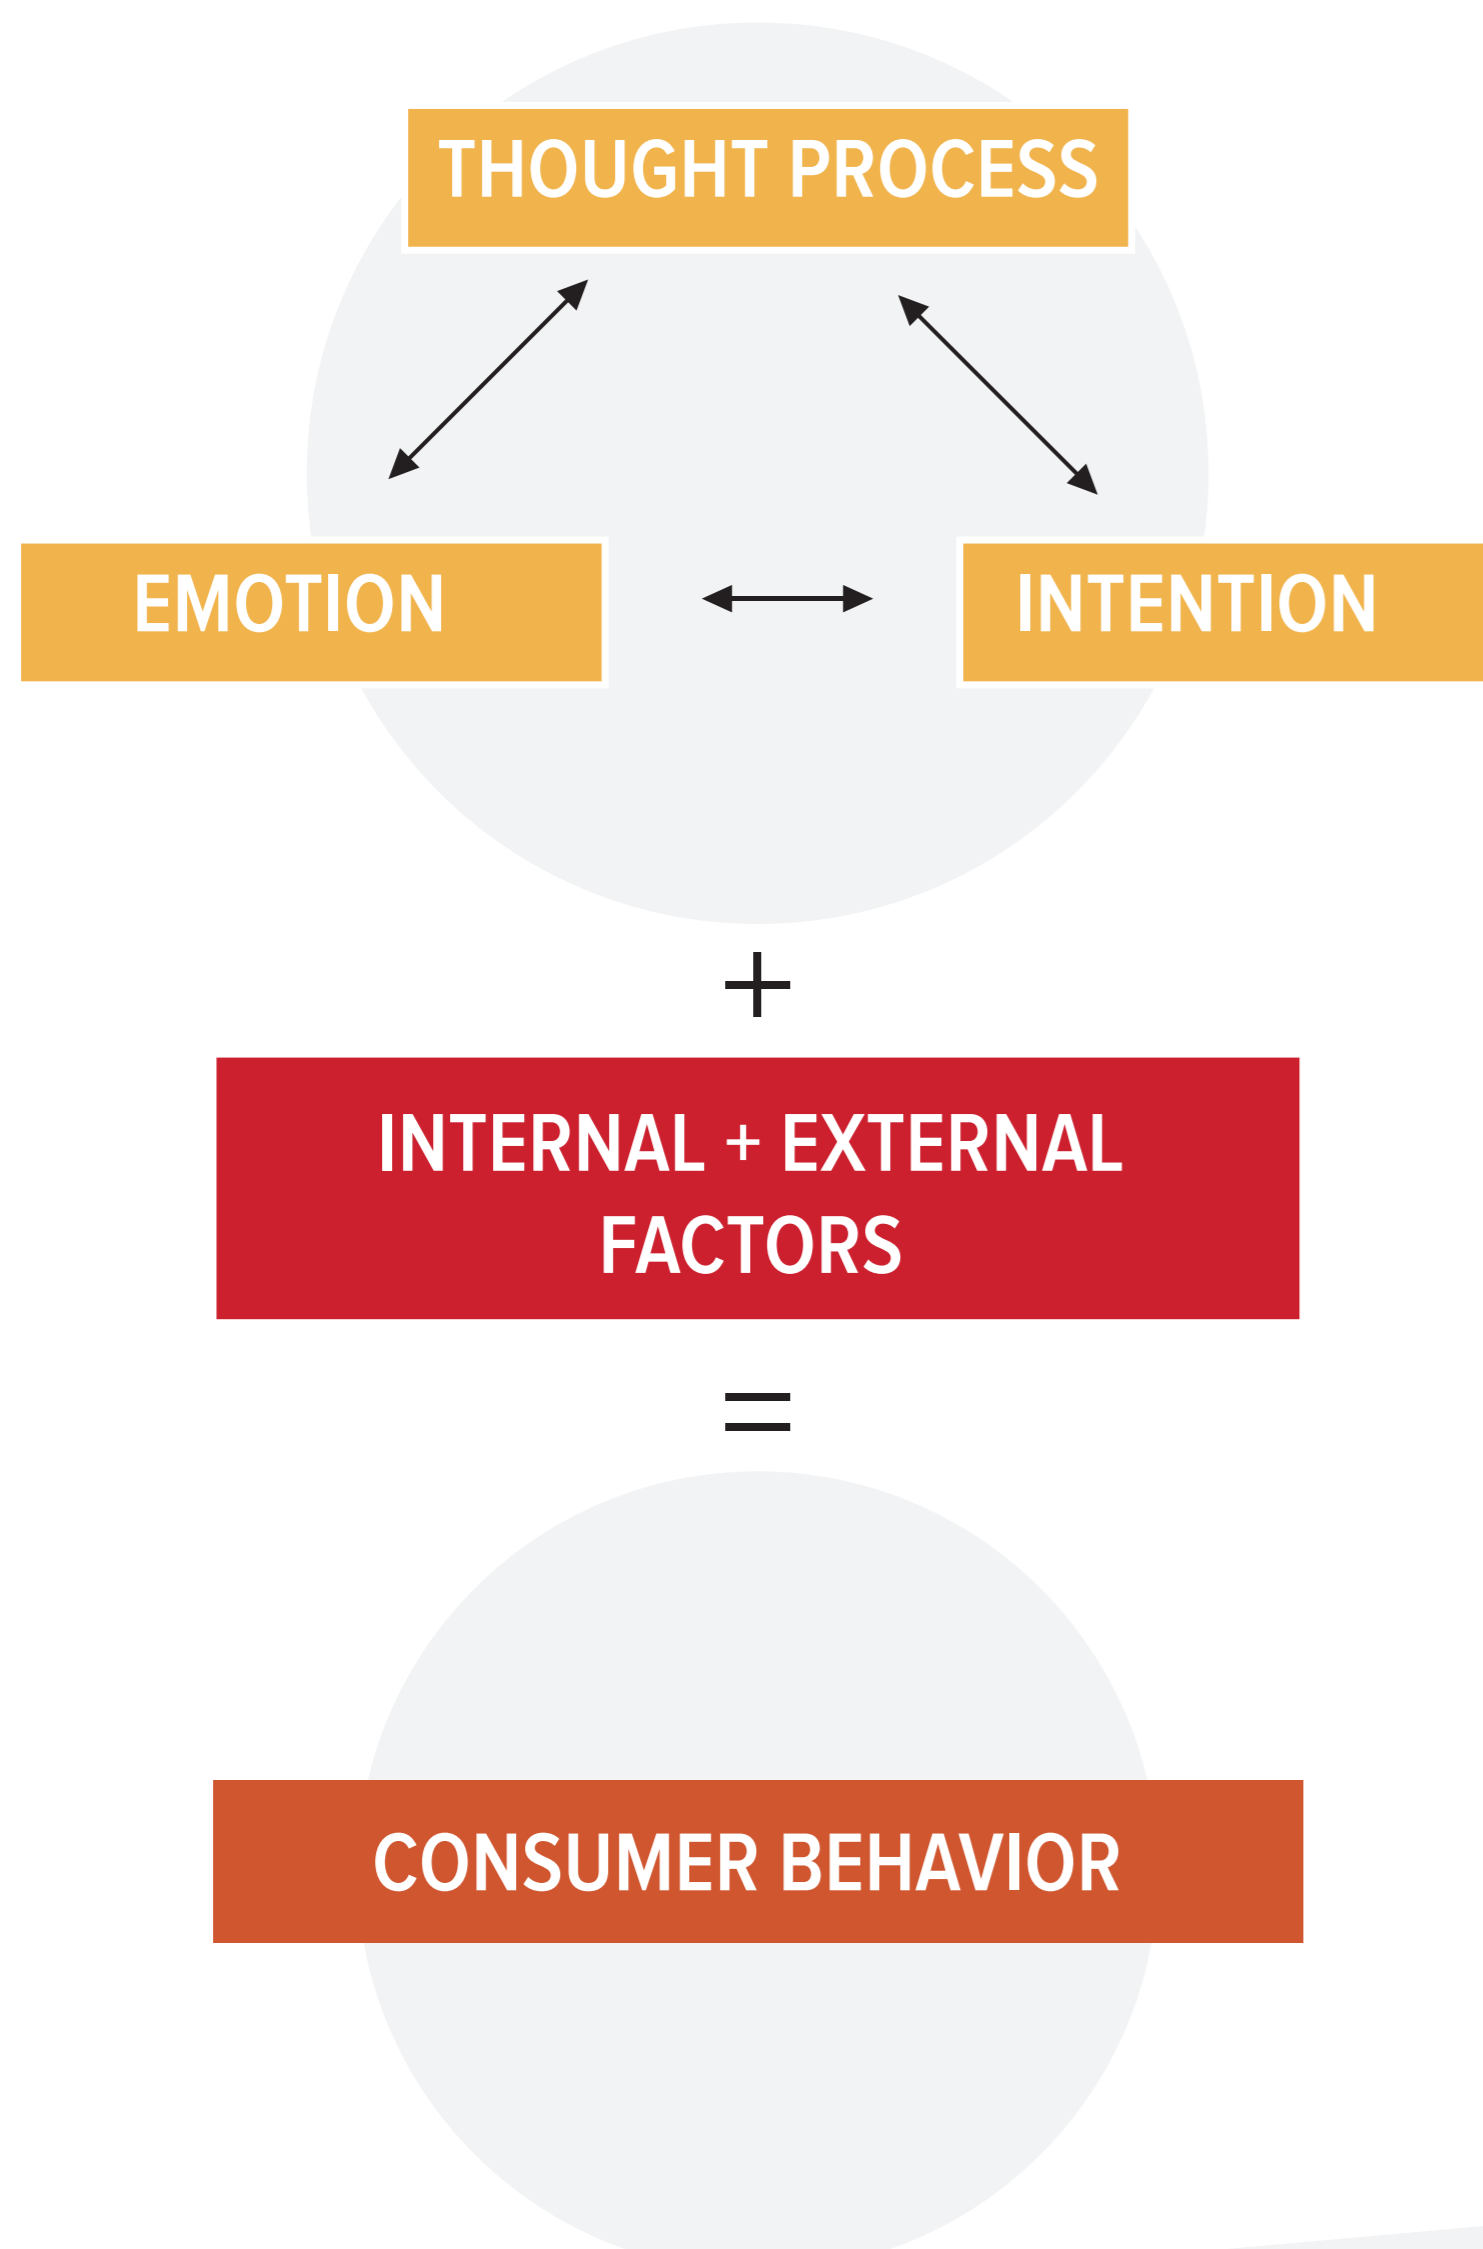 THOUGHT PROCESS
EMOTION
INTENTION
+
INTERNAL + EXTERNAL
FACTORS
=
CONSUMER BEHAVIOR